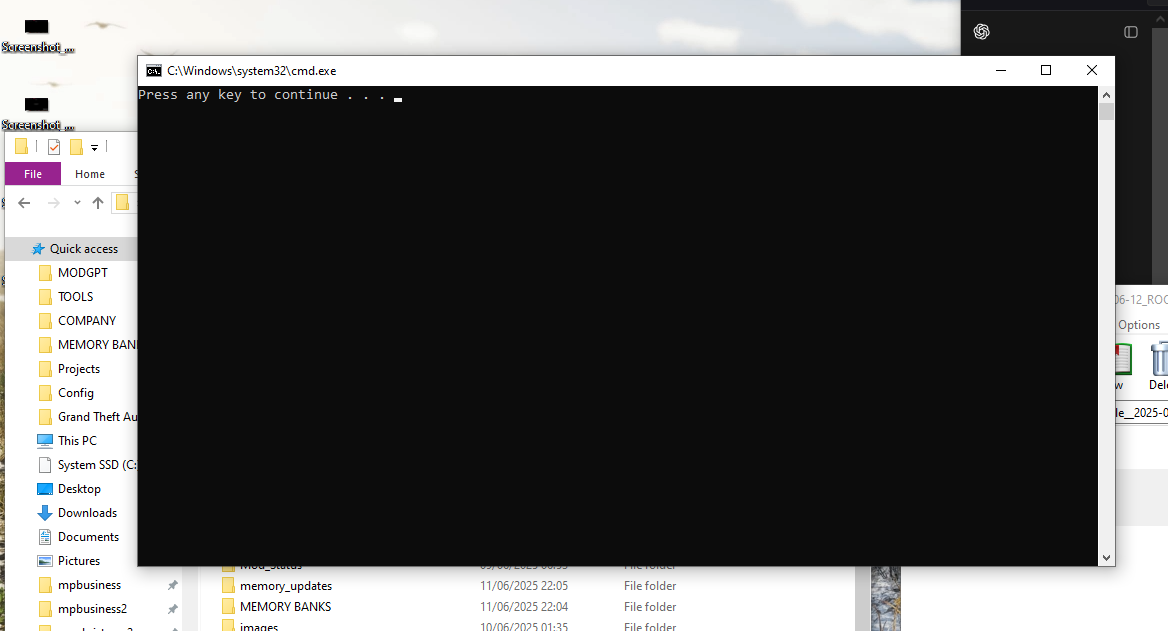 Screenshot_...
Screenshot_...
C:\Windows\system32\cmd.exe
Press any key to continue . . .
File
Home
Quick access
MODGPT
TOOLS
COMPANY
MEMORY BAN
Projects
Config
Grand Theft Au
This PC
System SSD (C:
Desktop
Downloads
Documents
Pictures
mpbusiness
mpbusiness2
Mod_Status
File folder
memory_updates 11/06/2025 22:05 File folder
MEMORY BANKS 11/06/2025 22:04 File folder
images 10/06/2025 01:35 File folder
06-12_ROC
Options
w
Dele
le__2025-0